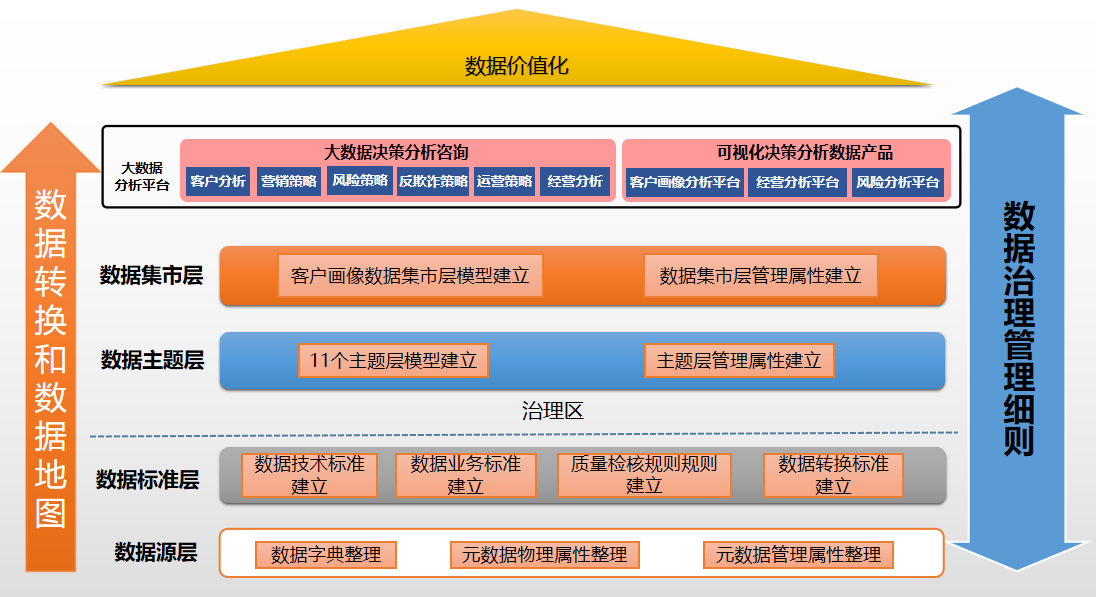 数据价值化
大数据
分析平台
大数据决策分析咨询
客户分析
营销策略
风险策略
反欺诈策略
运营策略
经营分析
可视化决策分析数据产品
客户画像分析平台
经营分析平台
风险分析平台
数据转换和数据地图
数据治理管理细则
数据集市层
客户画像数据集市层模型建立
数据集市层管理属性建立
数据主题层
11个主题层模型建立
主题层管理属性建立
治理区
数据标准层
数据技术标准
建立
数据业务标准
建立
质量检核规则规则
建立
数据转换标准
建立
数据源层
数据字典整理
元数据物理属性整理
元数据管理属性整理